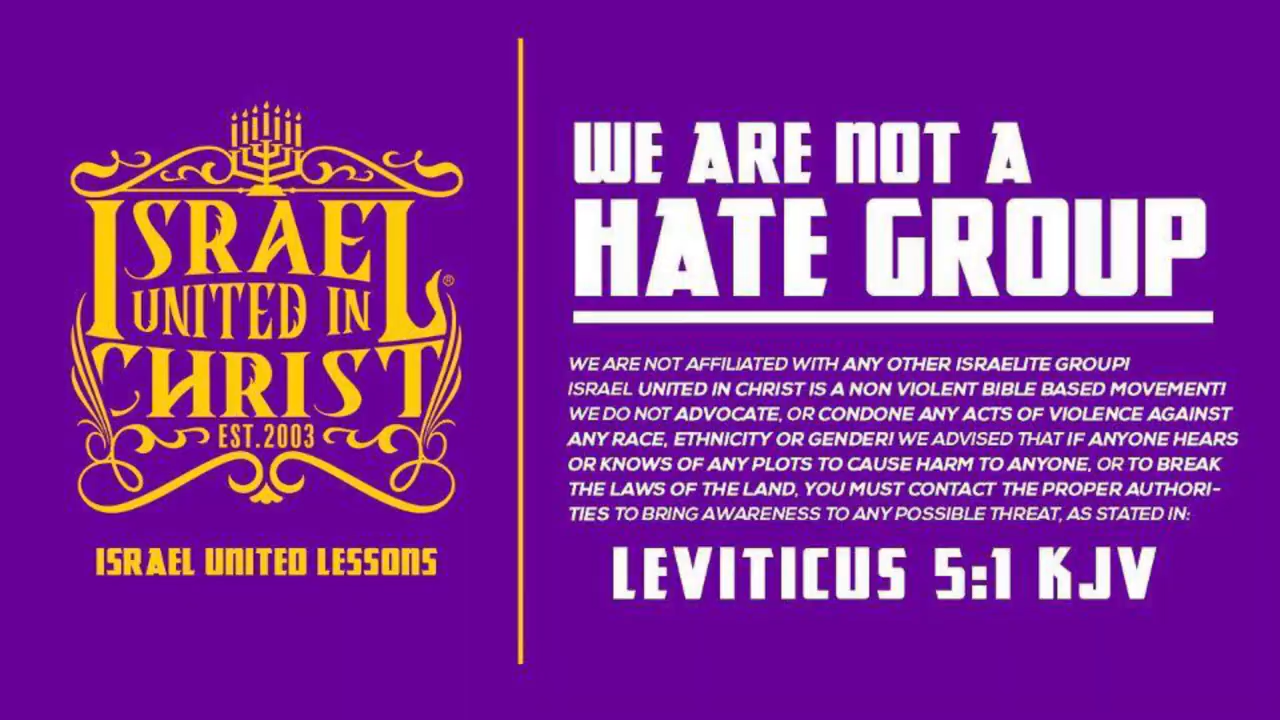 ISRAEL
UNITED IN
CHRIST
®
EST.2003
ISRAEL UNITED LESSONS
WE ARE NOT A
HATE GROUP
WE ARE NOT AFFILIATED WITH ANY OTHER ISRAELITE GROUP!
ISRAEL UNITED IN CHRIST IS A NON VIOLENT BIBLE BASED MOVEMENT!
WE DO NOT ADVOCATE, OR CONDONE ANY ACTS OF VIOLENCE AGAINST
ANY RACE, ETHNICITY OR GENDER! WE ADVISED THAT IF ANYONE HEARS
OR KNOWS OF ANY PLOTS TO CAUSE HARM TO ANYONE, OR TO BREAK
THE LAWS OF THE LAND, YOU MUST CONTACT THE PROPER AUTHORI-
TIES TO BRING AWARENESS TO ANY POSSIBLE THREAT, AS STATED IN:
LEVITICUS 5:1 KJV